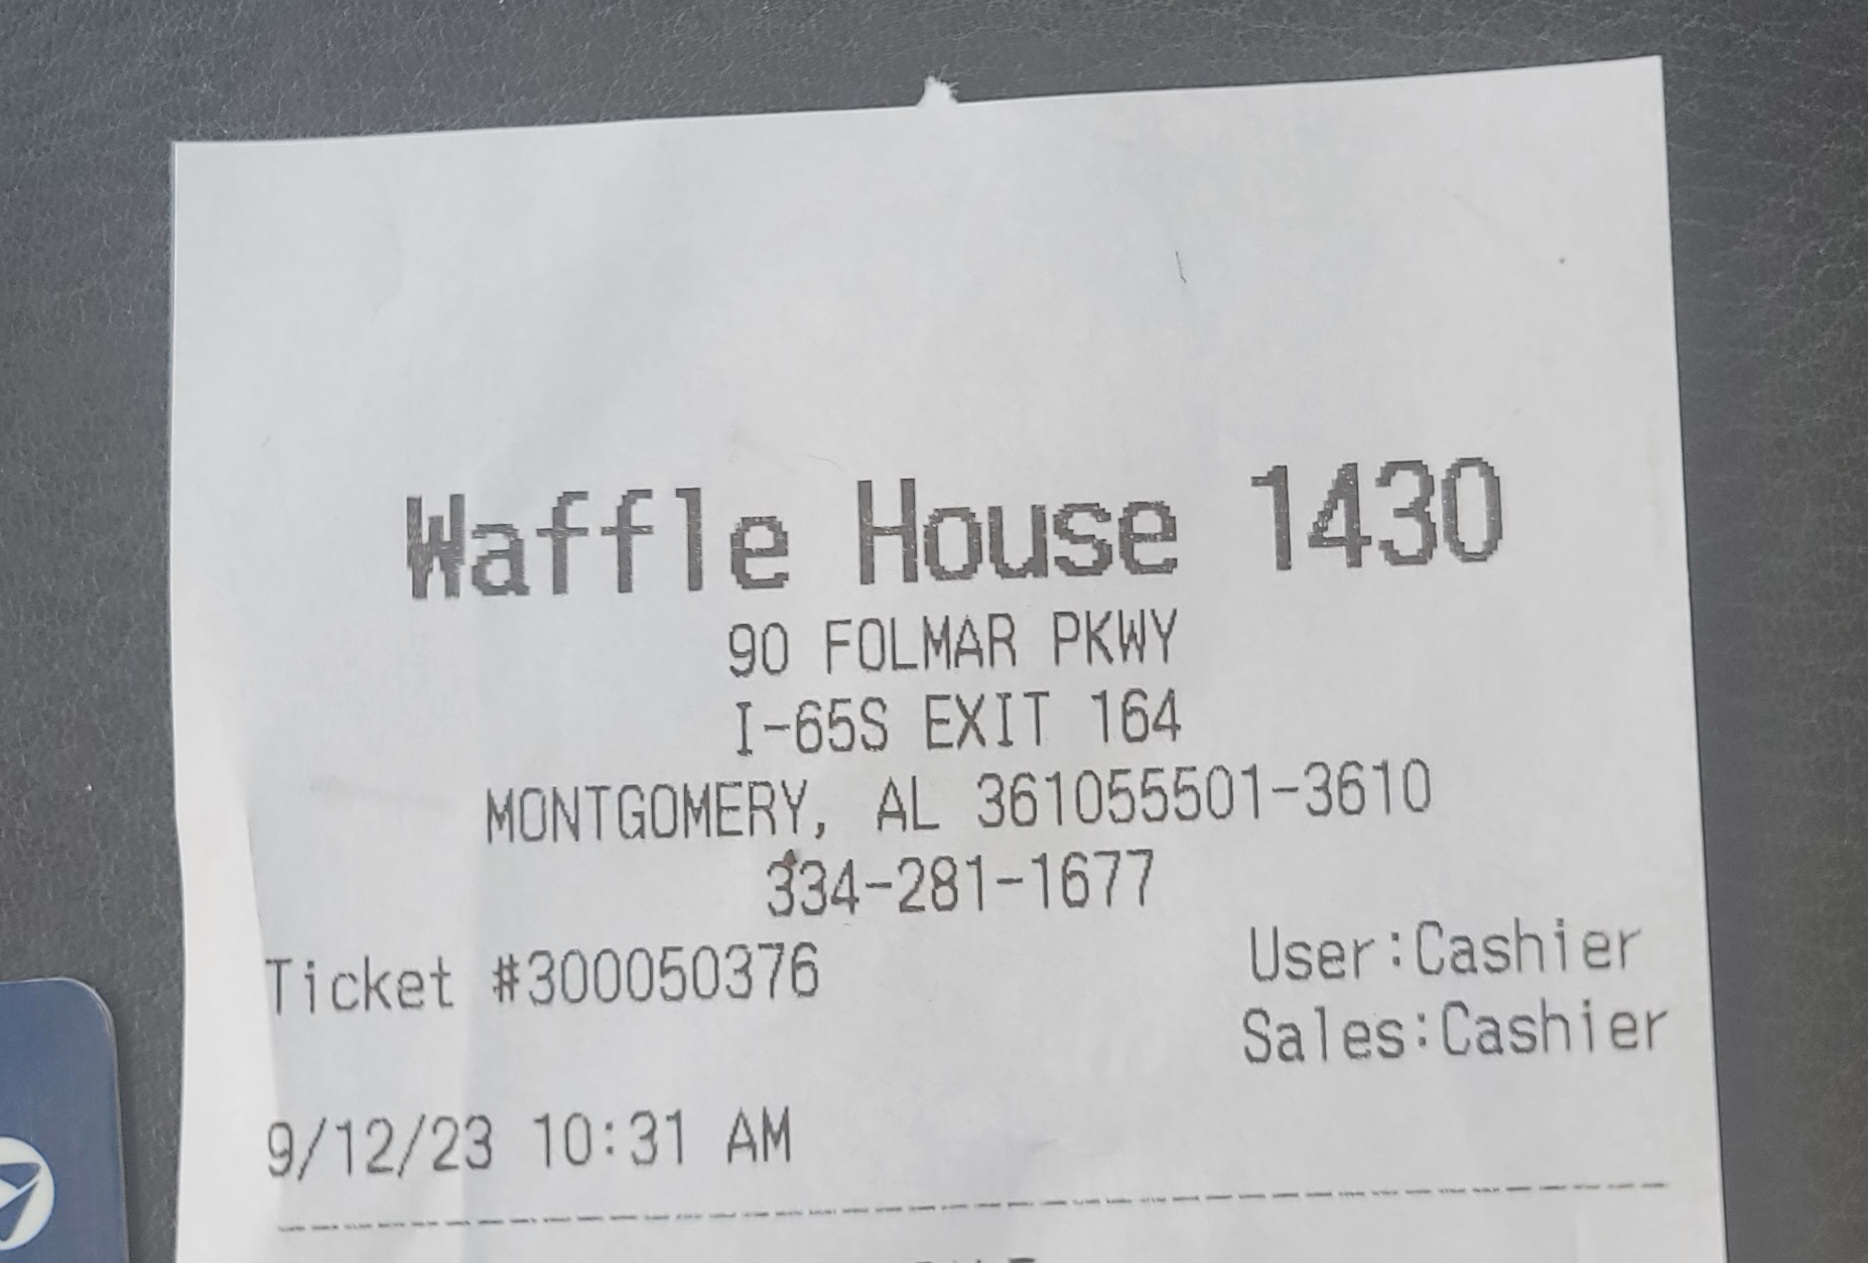 Waffle House 1430
90 FOLMAR PKWY
I-65S EXIT 164
MONTGOMERY, AL 361055501-3610
334-281-1677
Ticket #300050376 User:Cashier
Sales:Cashier
9/12/23 10:31 AM